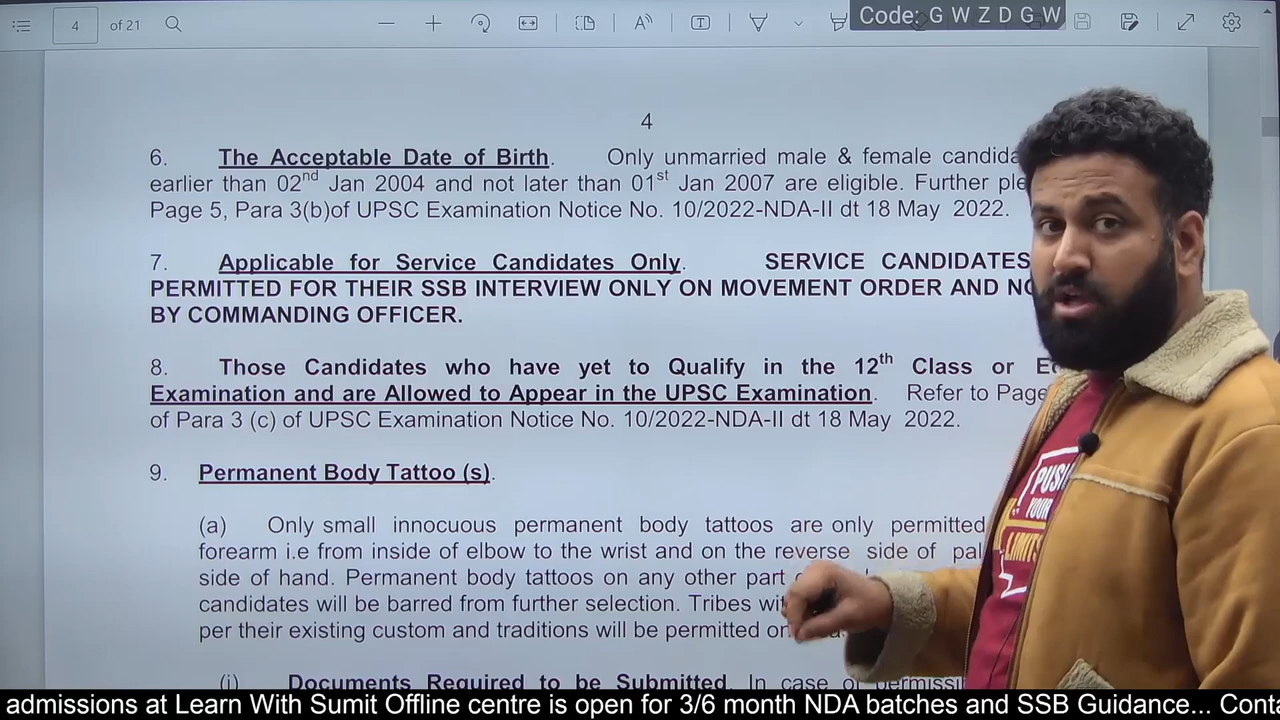 4 of 21
Code: G W Z D G W
4
6. The Acceptable Date of Birth. Only unmarried male & female
earlier than 02nd Jan 2004 and not later than 01st Jan 2007 are eligible. Further
Page 5, Para 3(b)of UPSC Examination Notice No. 10/2022-NDA-II dt 18 May 2022.
7. Applicable for Service Candidates Only. SERVICE CANDIDATES
PERMITTED FOR THEIR SSB INTERVIEW ONLY ON MOVEMENT ORDER AND
BY COMMANDING OFFICER.
8. Those Candidates who have yet to Qualify in the 12th Class or
Examination and are Allowed to Appear in the UPSC Examination. Refer to Page
of Para 3 (c) of UPSC Examination Notice No. 10/2022-NDA-II dt 18 May 2022.
9. Permanent Body Tattoo (s).
(a) Only small innocuous permanent body tattoos are only permitted
forearm i.e from inside of elbow to the wrist and on the reverse side of
side of hand. Permanent body tattoos on any other part
candidates will be barred from further selection. Tribes
per their existing custom and traditions will be permitted
(i) Documents Required to be Submitted. In case of
PUSH
YOUR
LIMITS
admissions at Learn With Sumit Offline centre is open for 3/6 month NDA batches and SSB Guidance...